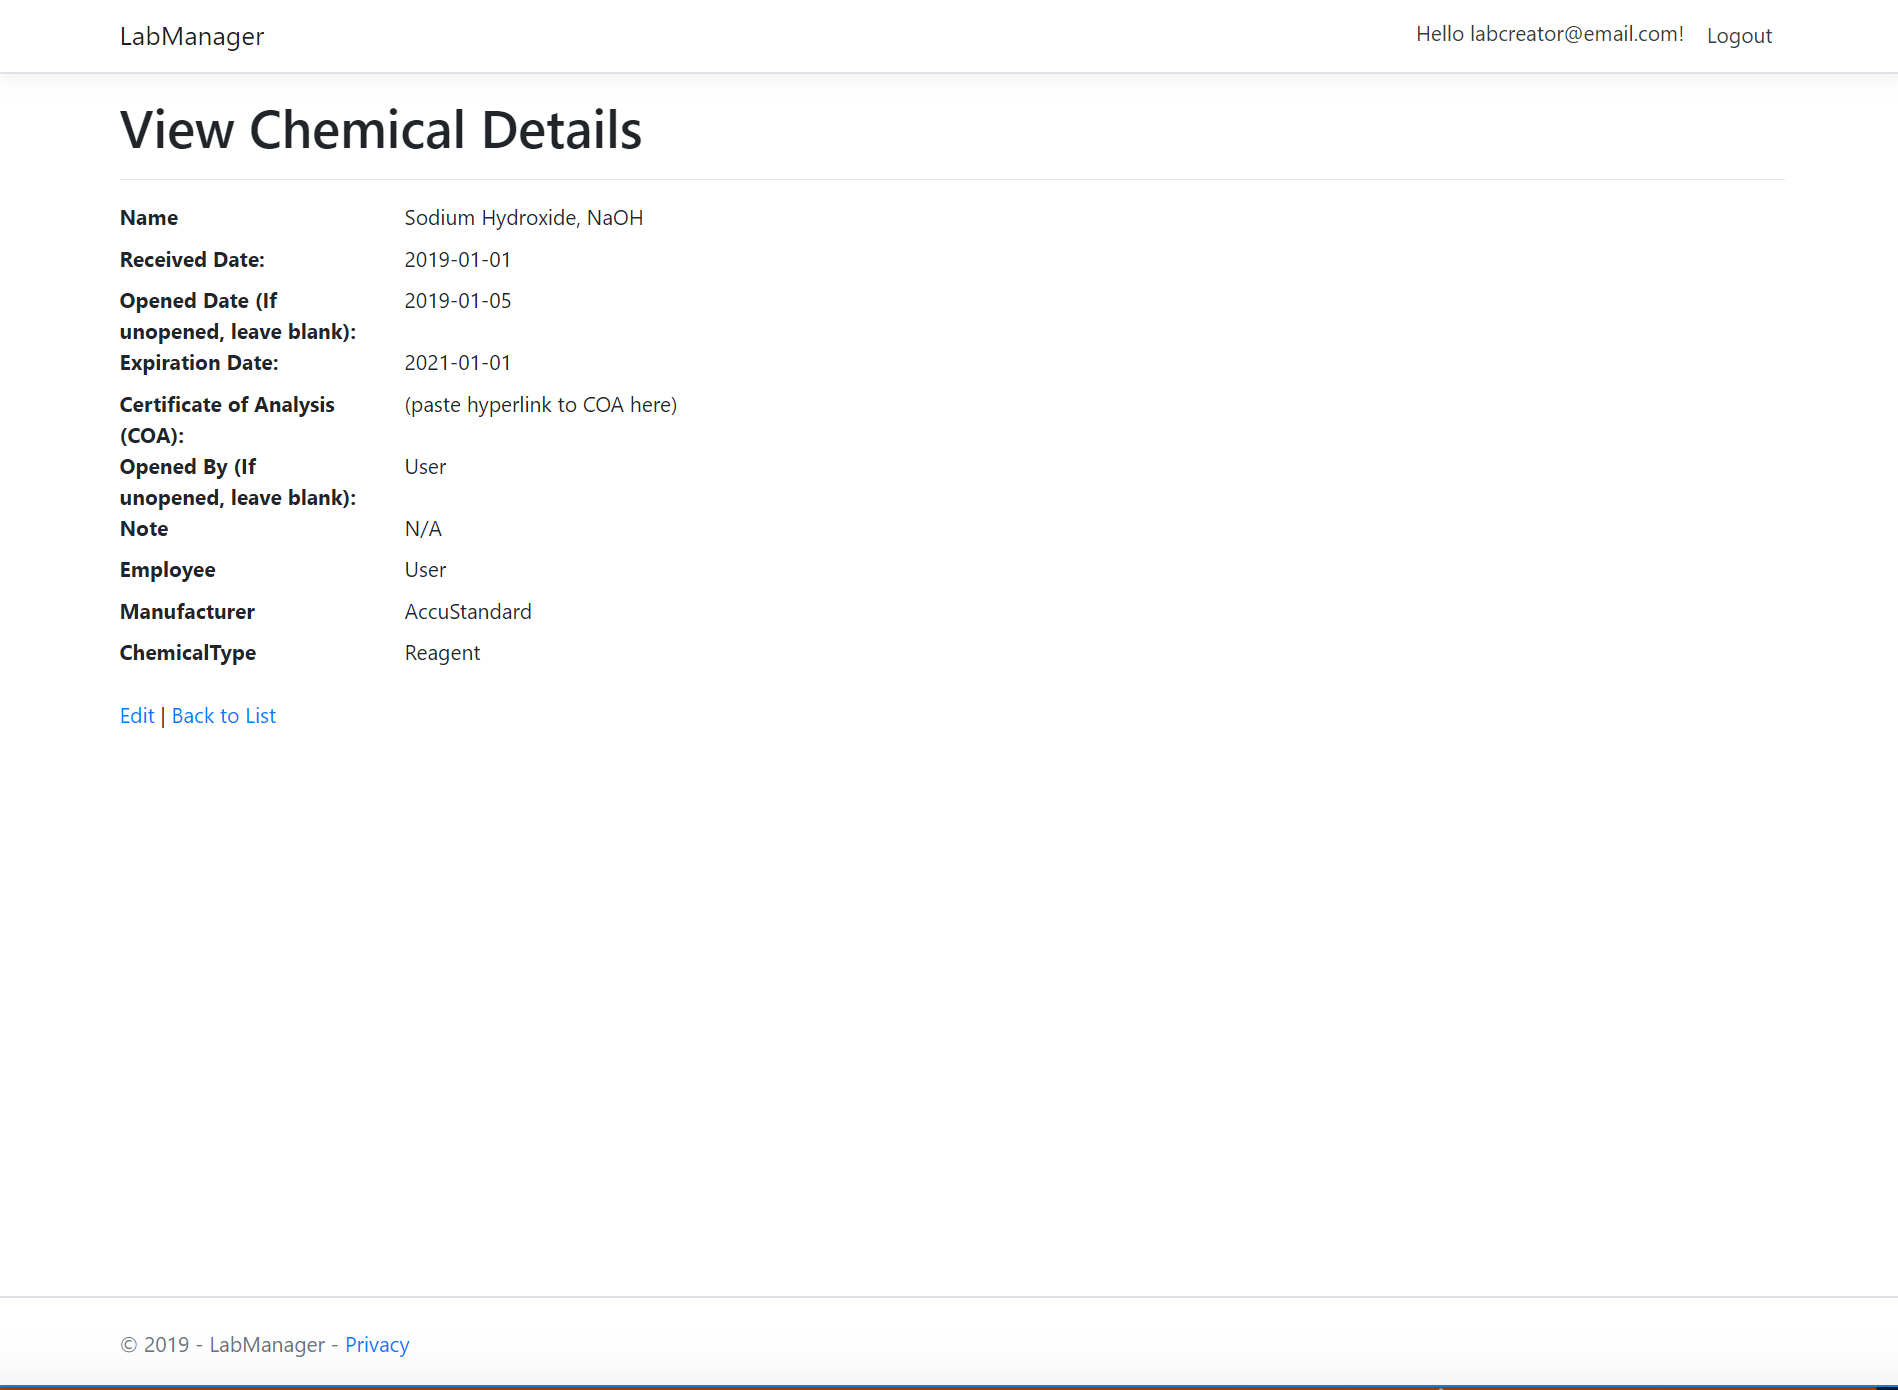 LabManager
Hello labcreator@email.com!
Logout
View Chemical Details
Name
Sodium Hydroxide, NaOH
Received Date:
2019-01-01
Opened Date (If
unopened, leave blank):
2019-01-05
Expiration Date:
2021-01-01
Certificate of Analysis
(COA):
(paste hyperlink to COA here)
Opened By (If
unopened, leave blank):
User
Note
N/A
Employee
User
Manufacturer
AccuStandard
ChemicalType
Reagent
Edit | Back to List
© 2019 - LabManager - Privacy